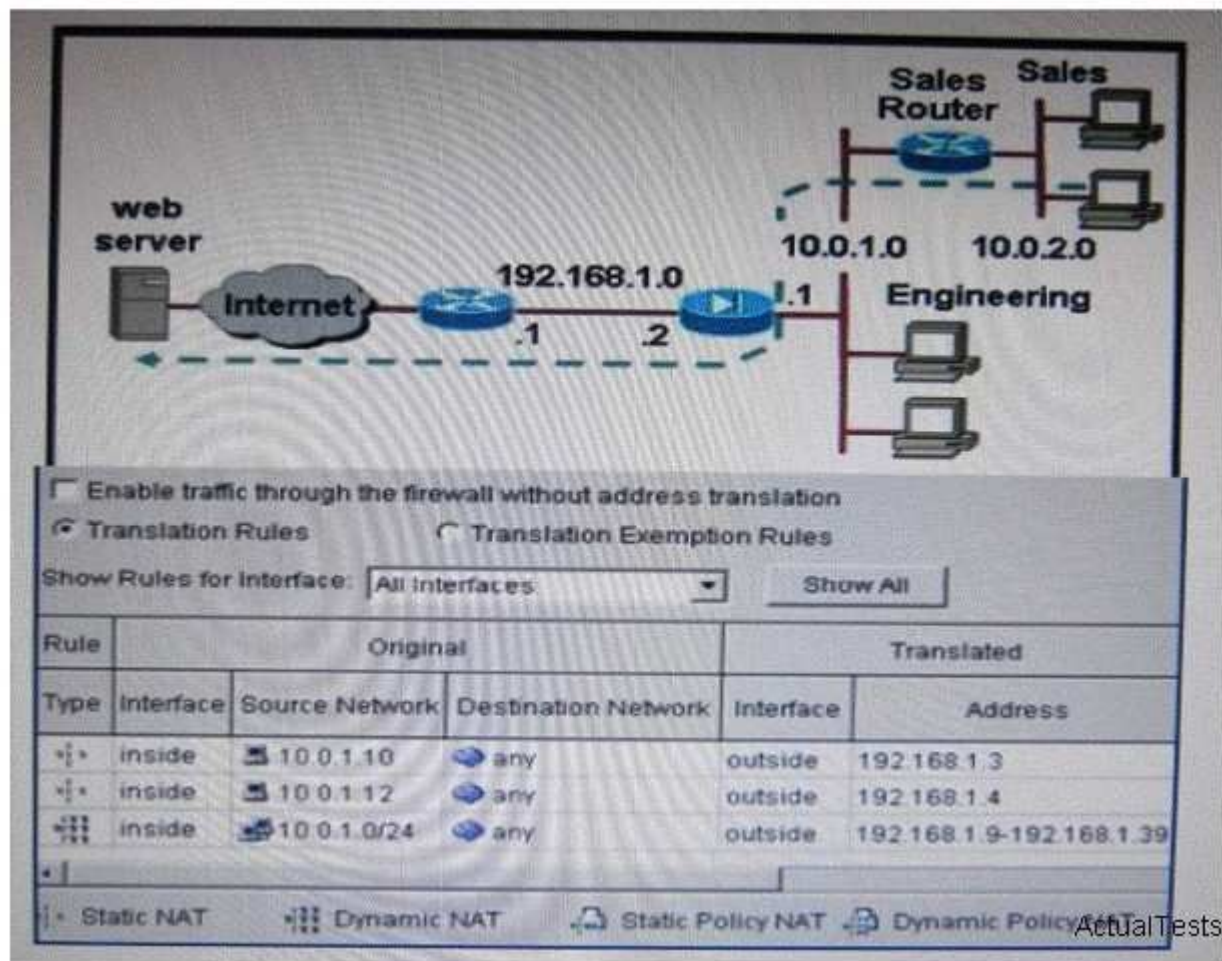 Sales
Router
Sales
web
server
Internet
192.168.1.0
.1
.2
.1
10.0.1.0
10.0.2.0
Engineering
Enable traffic through the firewall without address translation
Translation Rules Translation Exemption Rules
Show Rules for Interface: All Interfaces Show All
Rule Original Translated
Type Interface Source Network Destination Network Interface Address
inside 10.0.1.10 any outside 192.168.1.3
inside 10.0.1.12 any outside 192.168.1.4
inside 10.0.1.0/24 any outside 192.168.1.9-192.168.1.39
Static NAT Dynamic NAT Static Policy NAT Dynamic Policy
ActualTests